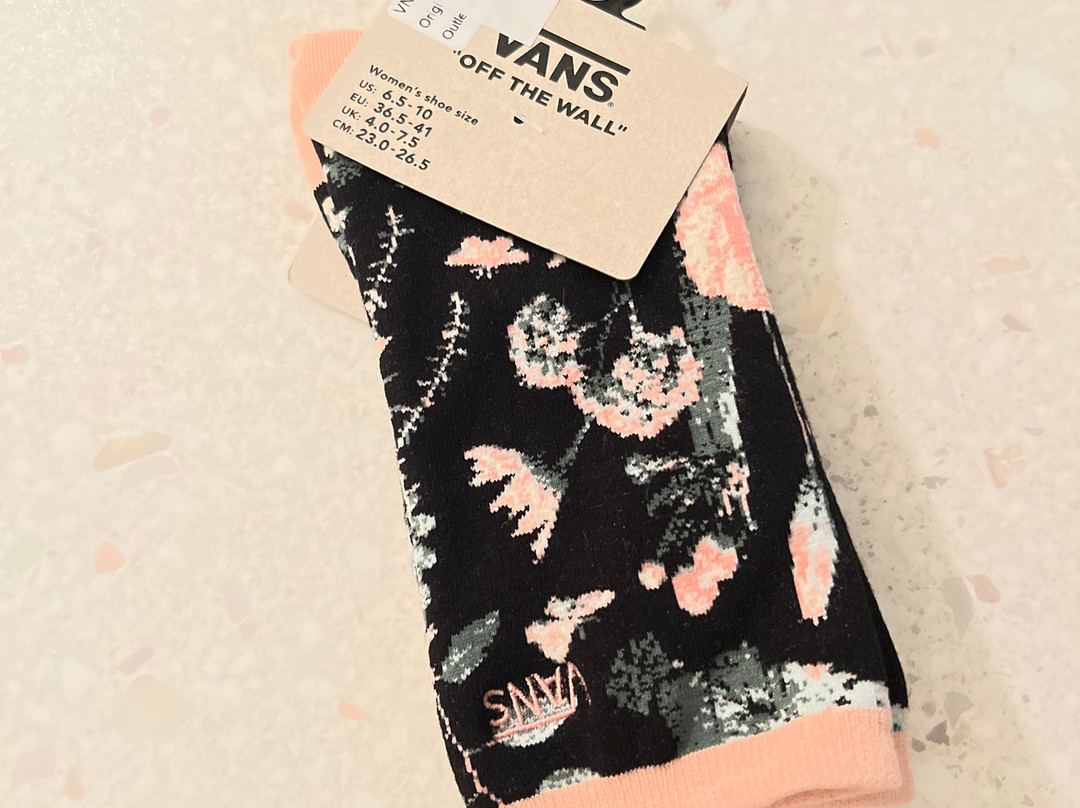 VANS
"OFF THE WALL"
Women's shoe size
US: 6.5-10
EU: 36.5-41
UK: 4.0-7.5
CM: 23.0-26.5
VANS